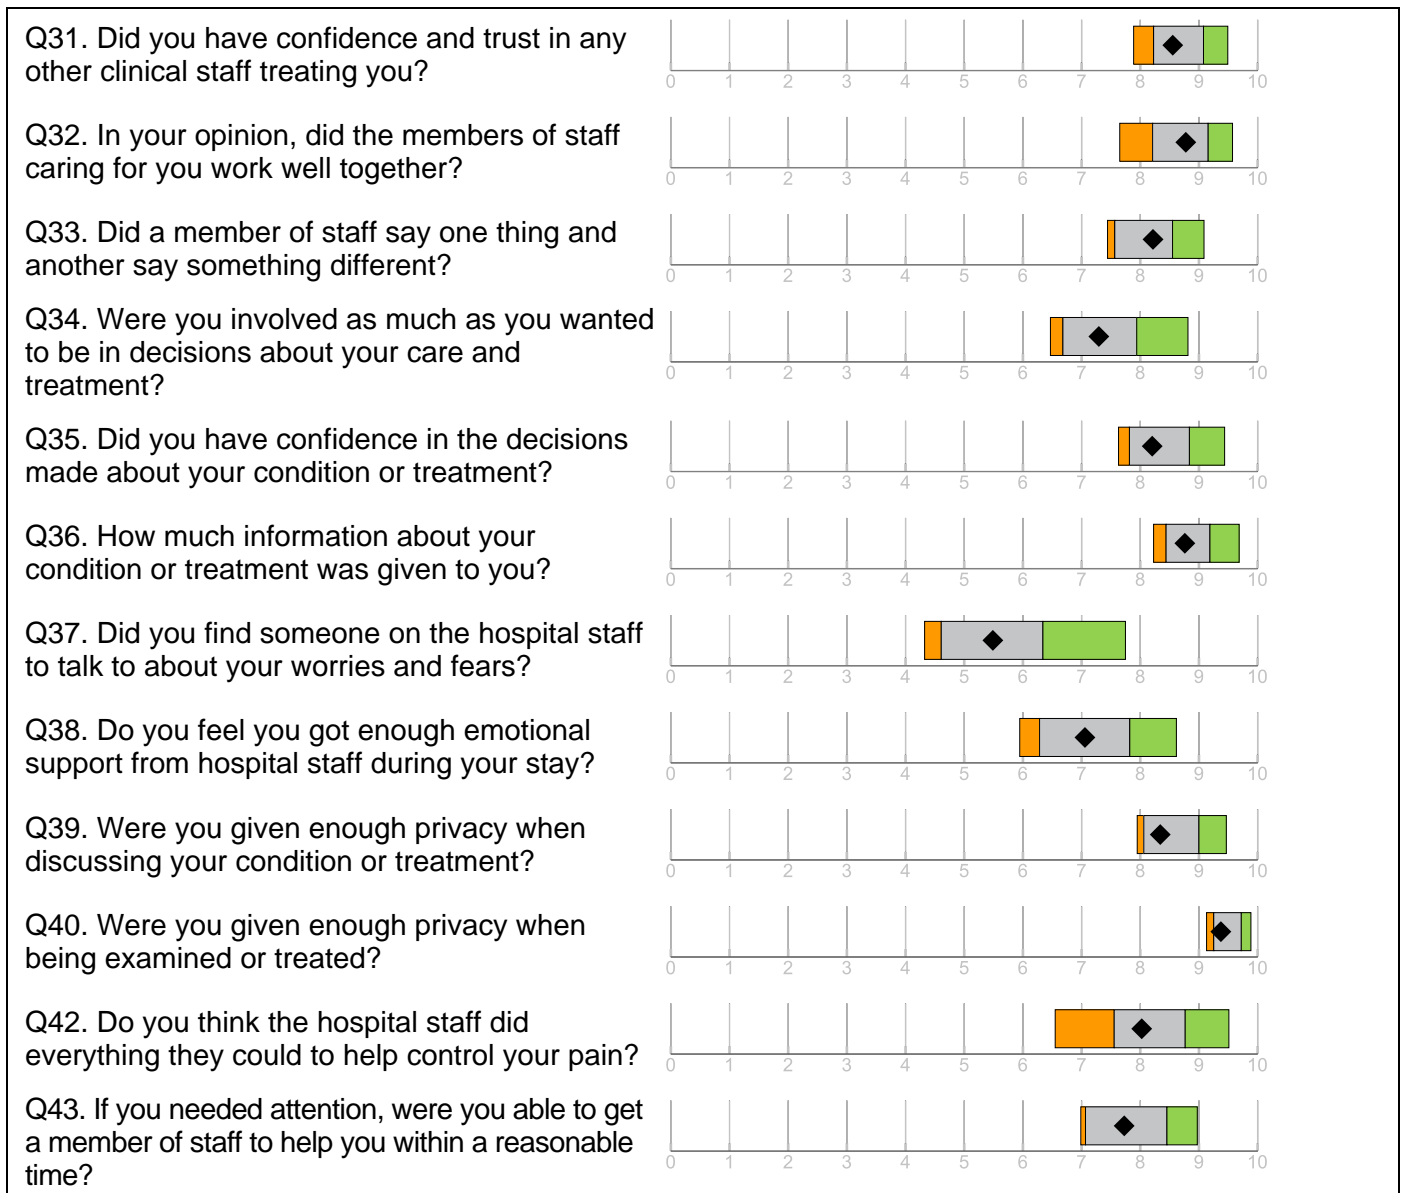 Q31. Did you have confidence and trust in any
other clinical staff treating you?
0 1 2 3 4 5 6 7 8 9 10
Q32. In your opinion, did the members of staff
caring for you work well together?
0 1 2 3 4 5 6 7 8 9 10
Q33. Did a member of staff say one thing and
another say something different?
0 1 2 3 4 5 6 7 8 9 10
Q34. Were you involved as much as you wanted
to be in decisions about your care and
treatment?
0 1 2 3 4 5 6 7 8 9 10
Q35. Did you have confidence in the decisions
made about your condition or treatment?
0 1 2 3 4 5 6 7 8 9 10
Q36. How much information about your
condition or treatment was given to you?
0 1 2 3 4 5 6 7 8 9 10
Q37. Did you find someone on the hospital staff
to talk to about your worries and fears?
0 1 2 3 4 5 6 7 8 9 10
Q38. Do you feel you got enough emotional
support from hospital staff during your stay?
0 1 2 3 4 5 6 7 8 9 10
Q39. Were you given enough privacy when
discussing your condition or treatment?
0 1 2 3 4 5 6 7 8 9 10
Q40. Were you given enough privacy when
being examined or treated?
0 1 2 3 4 5 6 7 8 9 10
Q42. Do you think the hospital staff did
everything they could to help control your pain?
0 1 2 3 4 5 6 7 8 9 10
Q43. If you needed attention, were you able to get
a member of staff to help you within a reasonable
time?
0 1 2 3 4 5 6 7 8 9 10